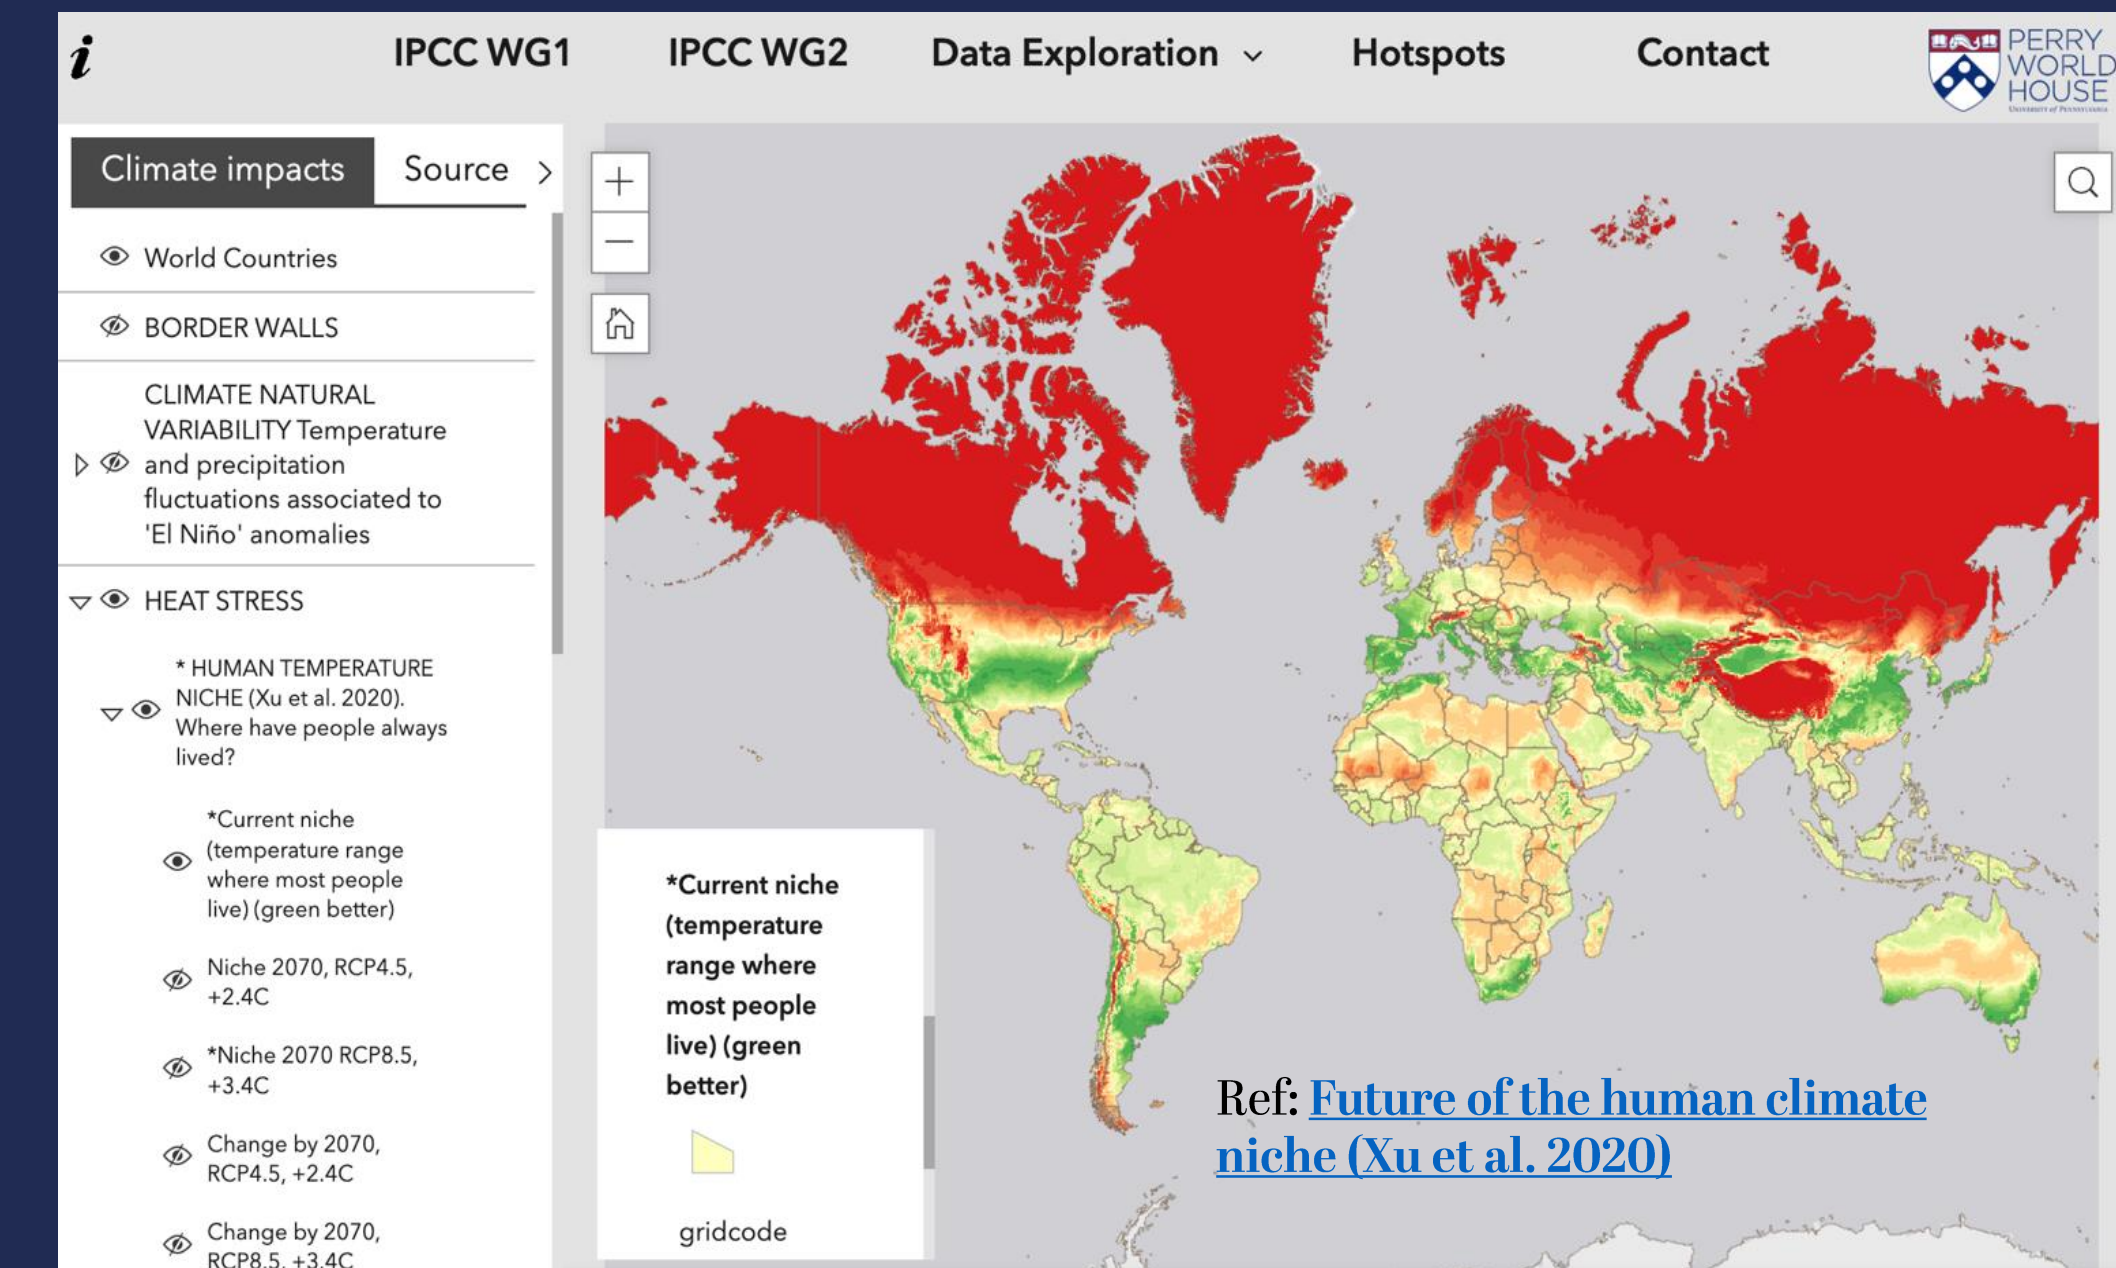 i
IPCC WG1
IPCC WG2
Data Exploration
Hotspots
Contact
PERRY
WORLD
HOUSE
UNIVERSITY of PENNSYLVANIA
Climate impacts
Source
World Countries
BORDER WALLS
CLIMATE NATURAL
VARIABILITY Temperature
and precipitation
fluctuations associated to
'El Niño' anomalies
HEAT STRESS
* HUMAN TEMPERATURE
NICHE (Xu et al. 2020).
Where have people always
lived?
*Current niche
(temperature range
where most people
live) (green better)
Niche 2070, RCP4.5,
+2.4C
*Niche 2070 RCP8.5,
+3.4C
Change by 2070,
RCP4.5, +2.4C
Change by 2070,
RCP8.5, +3.4C
*Current niche
(temperature
range where
most people
live) (green
better)
gridcode
Ref: Future of the human climate
niche (Xu et al. 2020)